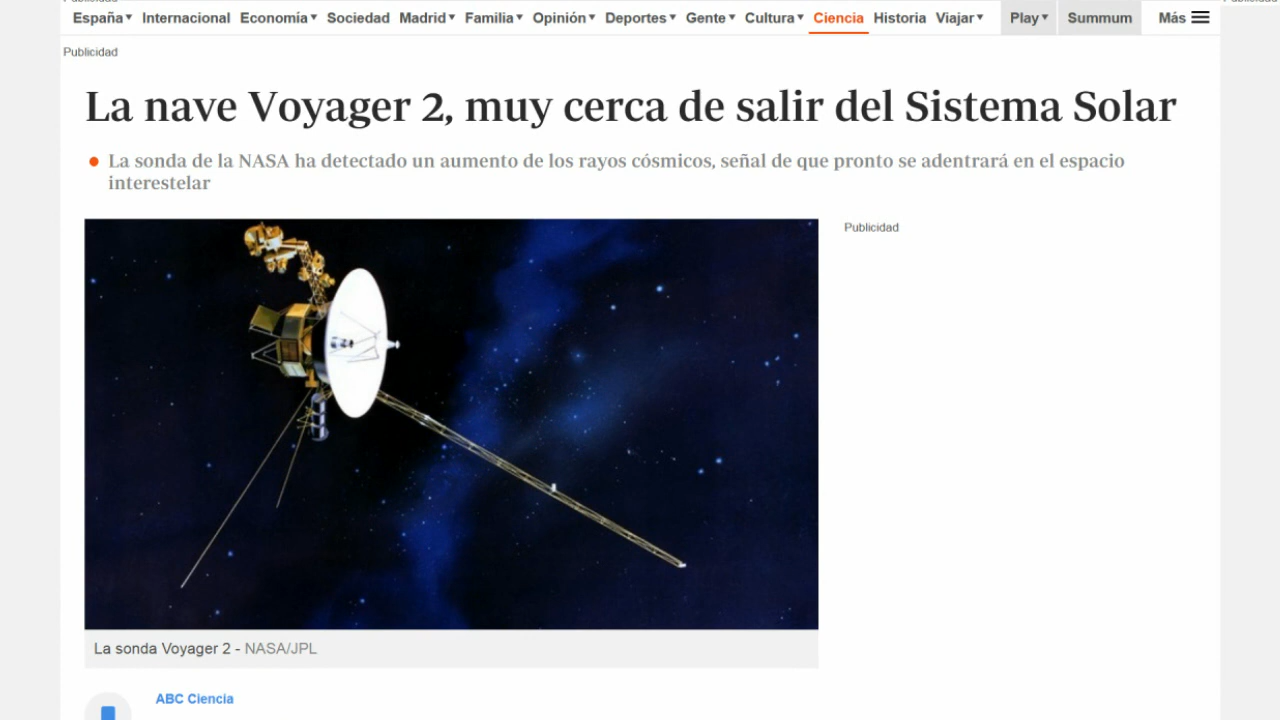 España Internacional Economía Sociedad Madrid Familia Opinión Deportes Gente Cultura Ciencia Historia Viajar Play Summum Más
Publicidad
La nave Voyager 2, muy cerca de salir del Sistema Solar
La sonda de la NASA ha detectado un aumento de los rayos cósmicos, señal de que pronto se adentrará en el espacio
interestelar
Publicidad
La sonda Voyager 2 - NASA/JPL
ABC Ciencia